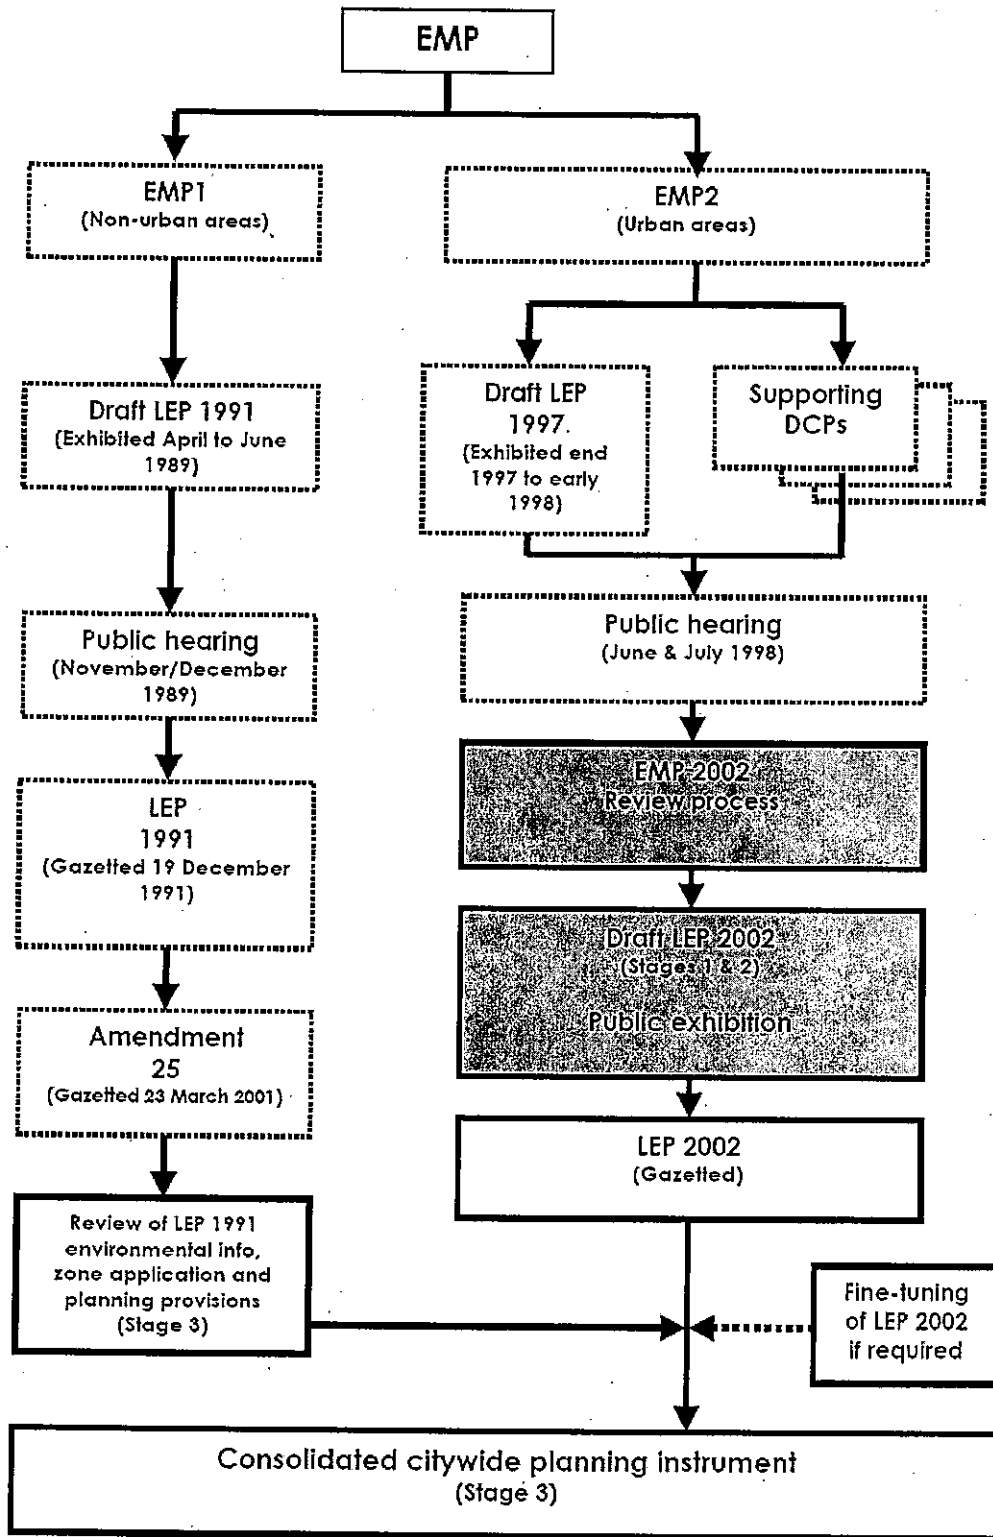 EMP
EMP1
(Non-urban areas)
EMP2
(Urban areas)
Draft LEP 1991
(Exhibited April to June
1989)
Draft LEP
1997.
(Exhibited end
1997 to early
1998)
Supporting
DCPs
Public hearing
(November/December
1989)
Public hearing
(June & July 1998)
LEP
1991
(Gazetted 19 December
1991)
EMP 2002
Review process
Draft LEP 2002
(Stages 1 & 2)
Public exhibition
Amendment
25
(Gazetted 23 March 2001)
LEP 2002
(Gazetted)
Review of LEP 1991
environmental info,
zone application and
planning provisions
(Stage 3)
Fine-tuning
of LEP 2002
if required
Consolidated citywide planning instrument
(Stage 3)